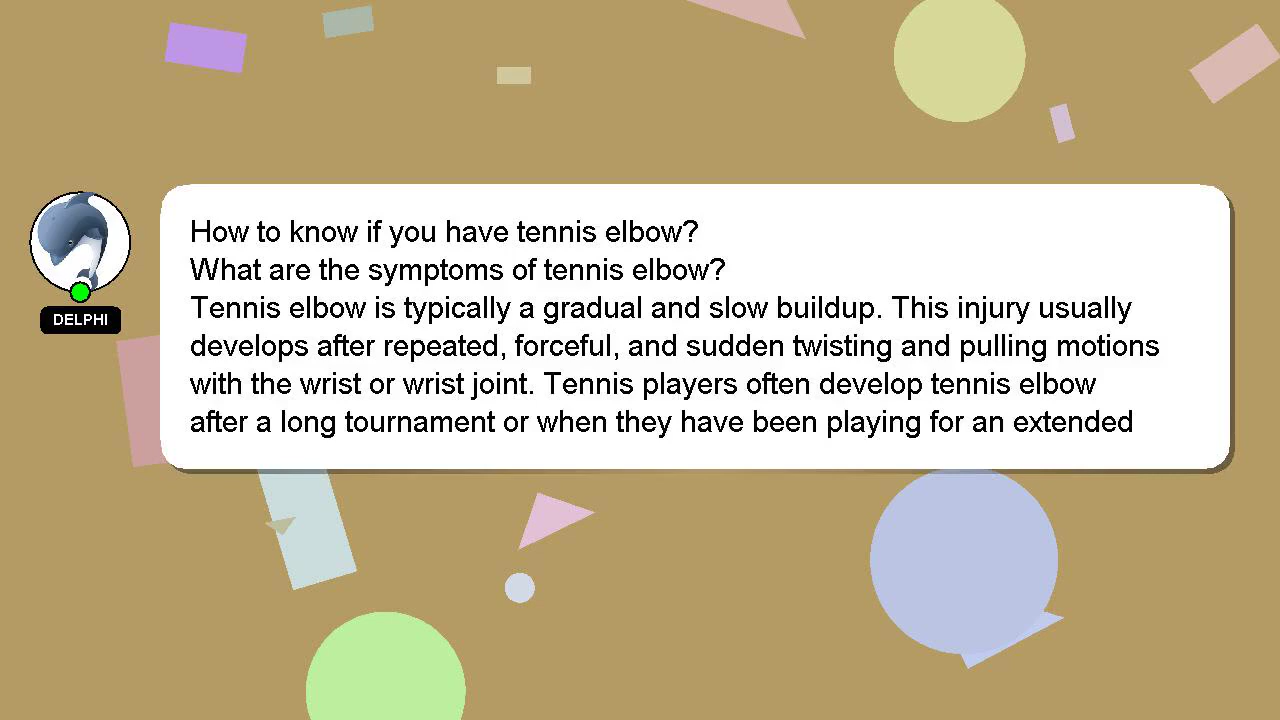 How to know if you have tennis elbow?
What are the symptoms of tennis elbow?
Tennis elbow is typically a gradual and slow buildup. This injury usually
develops after repeated, forceful, and sudden twisting and pulling motions
with the wrist or wrist joint. Tennis players often develop tennis elbow
after a long tournament or when they have been playing for an extended
DELPHI